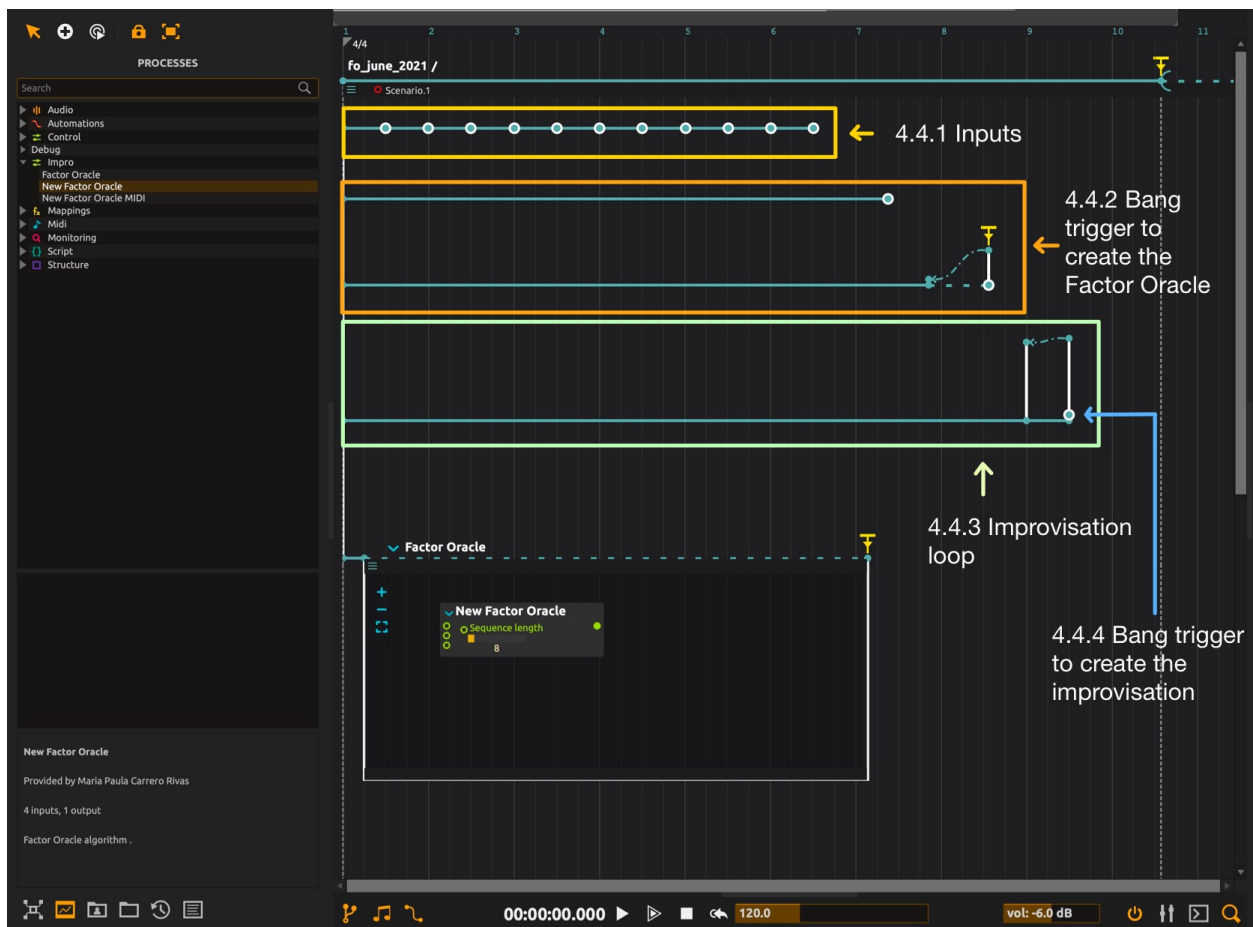 PROCESSES
Search
Audio
Automations
Control
Debug
Impro
Factor Oracle
New Factor Oracle
New Factor Oracle MIDI
Mappings
Midi
Monitoring
Script
Structure
New Factor Oracle
Provided by Maria Paula Carrero Rivas
4 inputs, 1 output
Factor Oracle algorithm .
1 2 3 4 5 6 7 8 9 10 11
4/4
fo_june_2021 /
Scenario.1
4.4.1 Inputs
4.4.2 Bang
trigger to
create the
Factor Oracle
4.4.3 Improvisation
loop
4.4.4 Bang trigger
to create the
improvisation
Factor Oracle
New Factor Oracle
Sequence length
8
00:00:00.000
120.0
vol: -6.0 dB